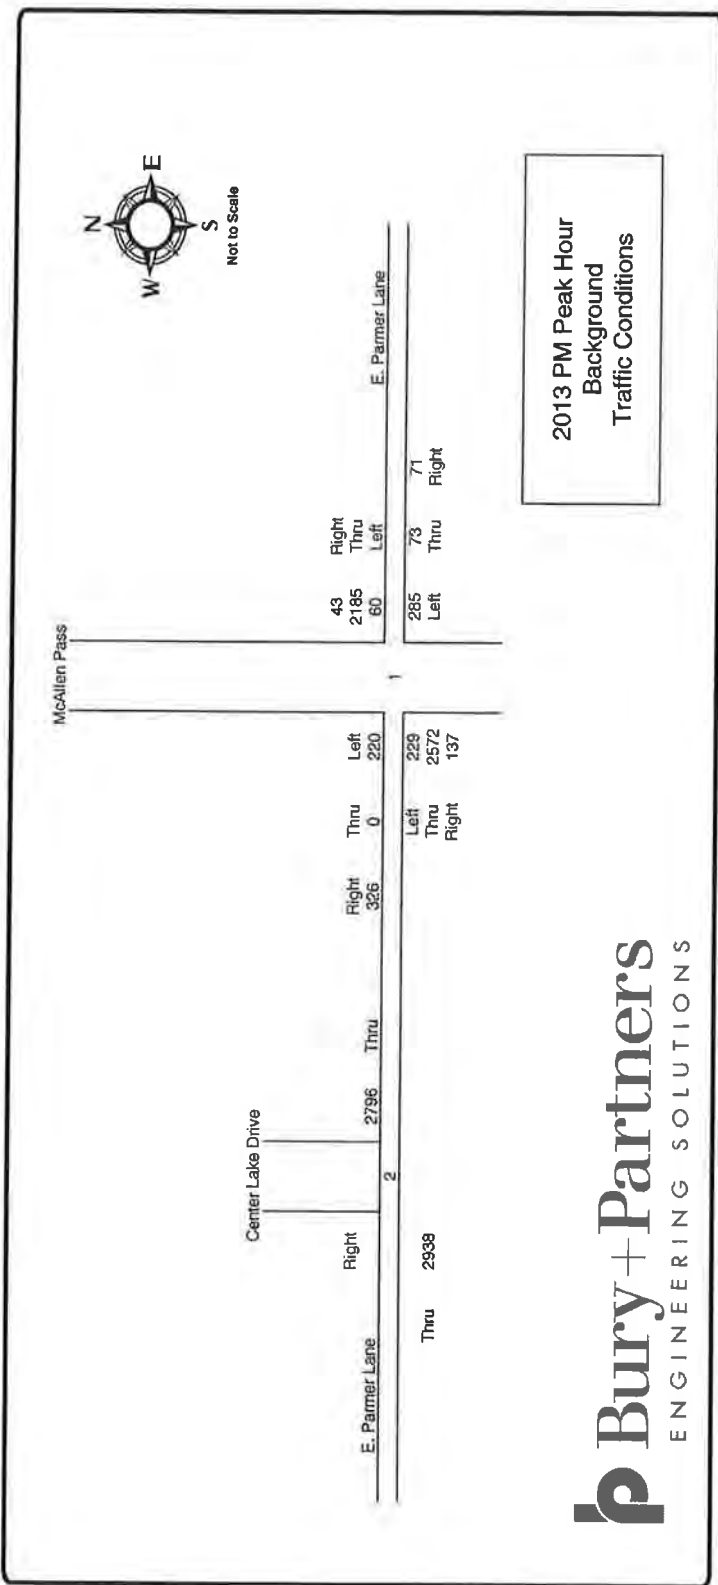 McAllen Pass
N
W
E
S
Not to Scale
Center Lake Drive
Right
Thru
Left
326
0
220
43
Right
2185
Thru
60
Left
Right
2796
Thru
E. Parmer Lane
E. Parmer Lane
2
1
Thru
2938
Left
229
Thru
2572
Right
137
285
73
71
Left
Thru
Right
2013 PM Peak Hour
Background
Traffic Conditions
bp Bury+Partners
ENGINEERING SOLUTIONS